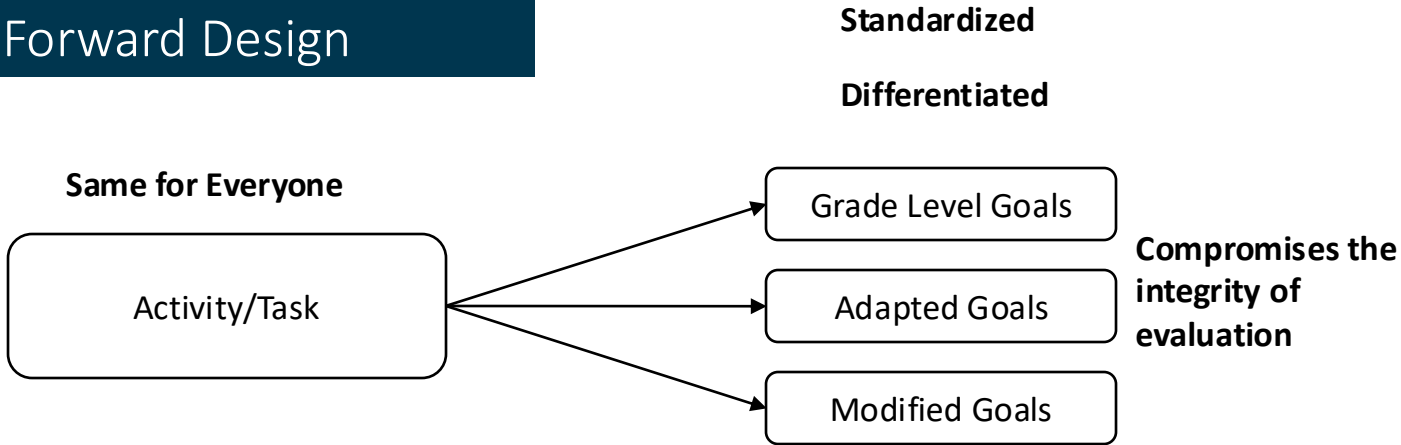 Forward Design
Standardized
Differentiated
Same for Everyone
Activity/Task
Grade Level Goals
Adapted Goals
Modified Goals
Compromises the
integrity of
evaluation